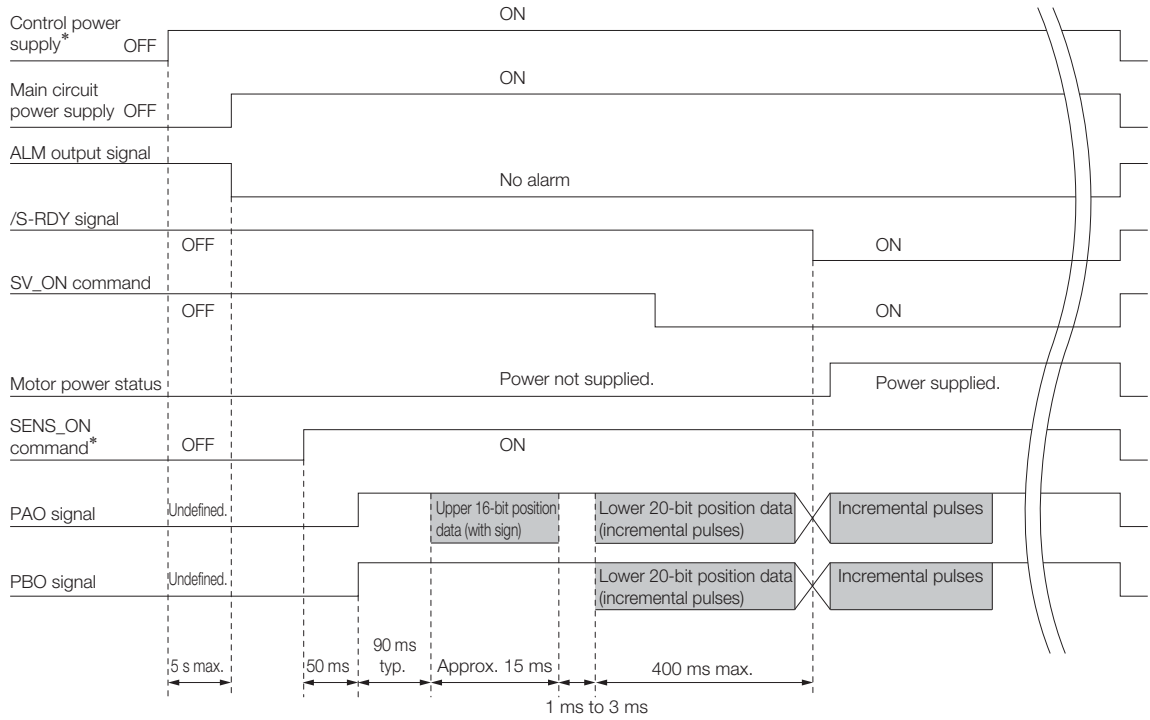 Control power
supply*
OFF
ON
Main circuit
power supply OFF
ON
ALM output signal
No alarm
/S-RDY signal
OFF
ON
SV_ON command
OFF
ON
Motor power status
Power not supplied.
Power supplied.
SENS_ON
command*
OFF
ON
PAO signal
Undefined.
Upper 16-bit position
data (with sign)
Lower 20-bit position data
(incremental pulses)
Incremental pulses
PBO signal
Undefined.
Lower 20-bit position data
(incremental pulses)
Incremental pulses
5 s max.
50 ms
90 ms
typ.
Approx. 15 ms
1 ms to 3 ms
400 ms max.